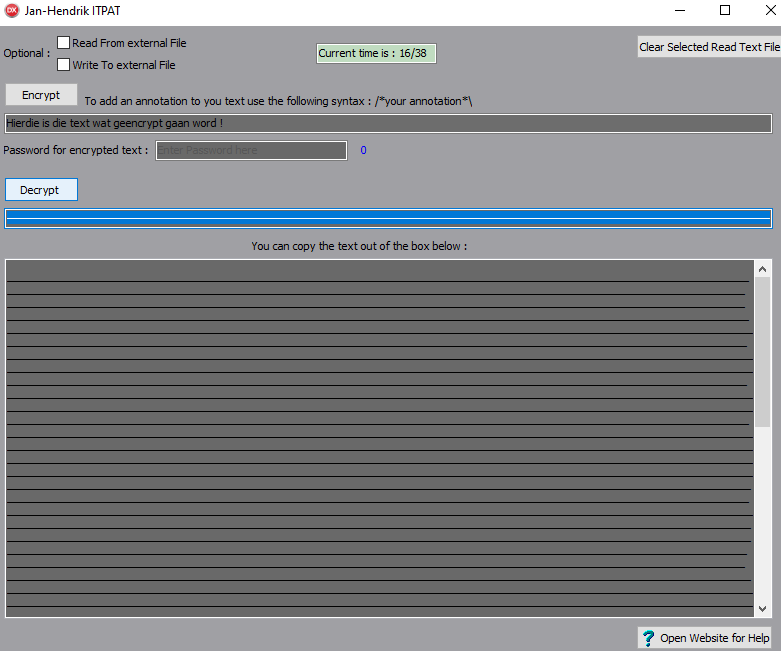 DX Jan-Hendrik ITPAT
Read From external File
Optional :
Write To external File
Current time is : 16/38
Clear Selected Read Text File
Encrypt
To add an annotation to you text use the following syntax : /*your annotation*\
Hierdie is die text wat geencrypt gaan word !
Password for encrypted text :
Enter Password here
0
Decrypt
You can copy the text out of the box below :
? Open Website for Help